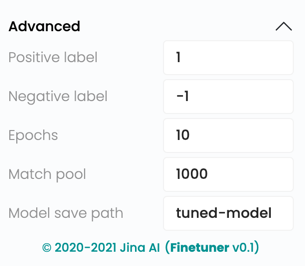 Advanced
Positive label 1
Negative label -1
Epochs 10
Match pool 1000
Model save path tuned-model
© 2020-2021 Jina AI (Finetuner v0.1)